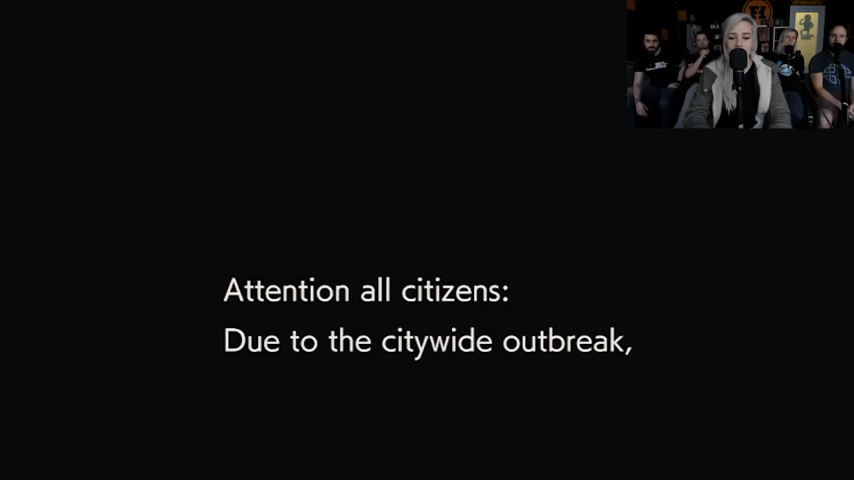 Attention all citizens:
Due to the citywide outbreak,